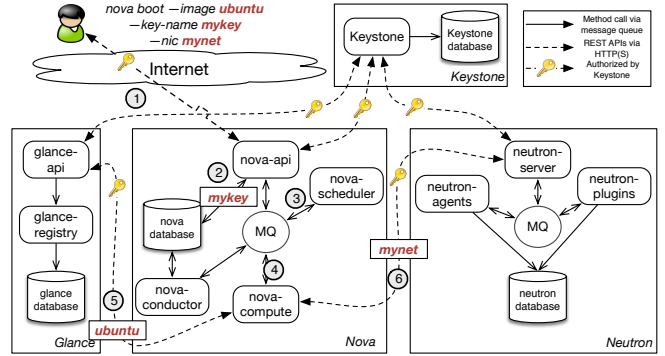 nova boot —image ubuntu
—key-name mykey
—nic mynet
Internet
1
Keystone
Keystone
database
Keystone
Method call via
message queue
REST APIs via
HTTP(S)
Authorized by
Keystone
glance-
api
glance-
registry
glance
database
5
ubuntu
Glance
nova-api
2
mykey
3
nova-
scheduler
nova
database
MQ
4
nova-
conductor
nova-
compute
Nova
mynet
6
neutron-
server
neutron-
agents
neutron-
plugins
MQ
neutron
database
Neutron